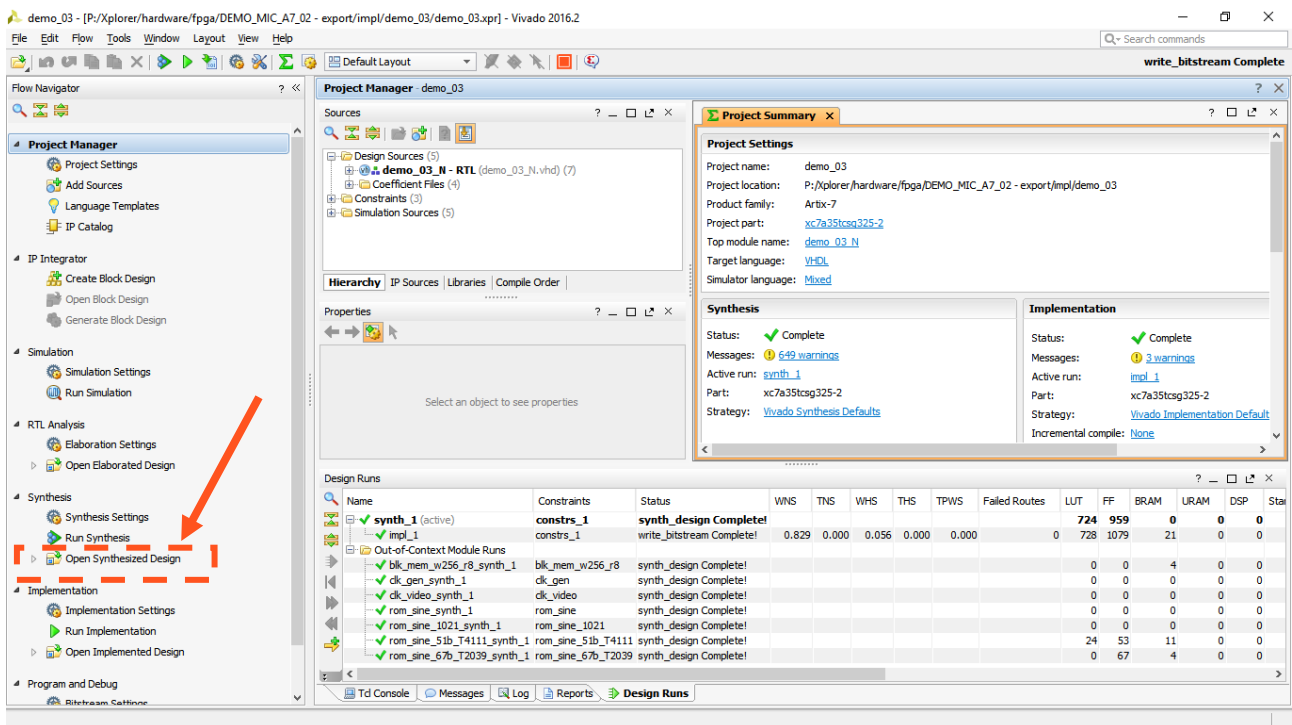 demo_03 - [P:/Xplorer/hardware/fpga/DEMO_MIC_A7_02 - export/impl/demo_03/demo_03.xpr] - Vivado 2016.2
File Edit Flow Tools Window Layout View Help
Search commands
Default Layout
write_bitstream Complete
Flow Navigator
Project Manager
Project Settings
Add Sources
Language Templates
IP Catalog
IP Integrator
Create Block Design
Open Block Design
Generate Block Design
Simulation
Simulation Settings
Run Simulation
RTL Analysis
Elaboration Settings
Open Elaborated Design
Synthesis
Synthesis Settings
Run Synthesis
Open Synthesized Design
Implementation
Implementation Settings
Run Implementation
Open Implemented Design
Program and Debug
Bitstream Settings
Project Manager - demo_03
Sources
Design Sources (5)
demo_03_N - RTL (demo_03_N.vhd) (7)
Coefficient Files (4)
Constraints (3)
Simulation Sources (5)
Hierarchy IP Sources Libraries Compile Order
Properties
Select an object to see properties
Project Summary
Project Settings
Project name: demo_03
Project location: P:/Xplorer/hardware/fpga/DEMO_MIC_A7_02 - export/impl/demo_03
Product family: Artix-7
Project part: xc7a35tcsg325-2
Top module name: demo_03_N
Target language: VHDL
Simulator language: Mixed
Synthesis
Status: Complete
Messages: 649 warnings
Active run: synth_1
Part: xc7a35tcsg325-2
Strategy: Vivado Synthesis Defaults
Implementation
Status: Complete
Messages: 3 warnings
Active run: impl_1
Part: xc7a35tcsg325-2
Strategy: Vivado Implementation Default
Incremental compile: None
Design Runs
Name Constraints Status WNS TNS WHS THS TPWS Failed Routes LUT FF BRAM URAM DSP Star
synth_1 (active) constrs_1 synth_design Complete! 724 959 0 0 0
impl_1 constrs_1 write_bitstream Complete! 0.829 0.000 0.056 0.000 0.000 0 728 1079 21 0 0
Out-of-Context Module Runs
blk_mem_w256_r8_synth_1 blk_mem_w256_r8 synth_design Complete! 0 0 4 0 0
clk_gen_synth_1 clk_gen synth_design Complete! 0 0 0 0 0
clk_video_synth_1 clk_video synth_design Complete! 0 0 0 0 0
rom_sine_synth_1 rom_sine synth_design Complete! 0 0 0 0 0
rom_sine_1021_synth_1 rom_sine_1021 synth_design Complete! 0 0 0 0 0
rom_sine_51b_T4111_synth_1 rom_sine_51b_T4111 synth_design Complete! 24 53 11 0 0
rom_sine_67b_T2039_synth_1 rom_sine_67b_T2039 synth_design Complete! 0 67 4 0 0
Tcl Console Messages Log Reports Design Runs